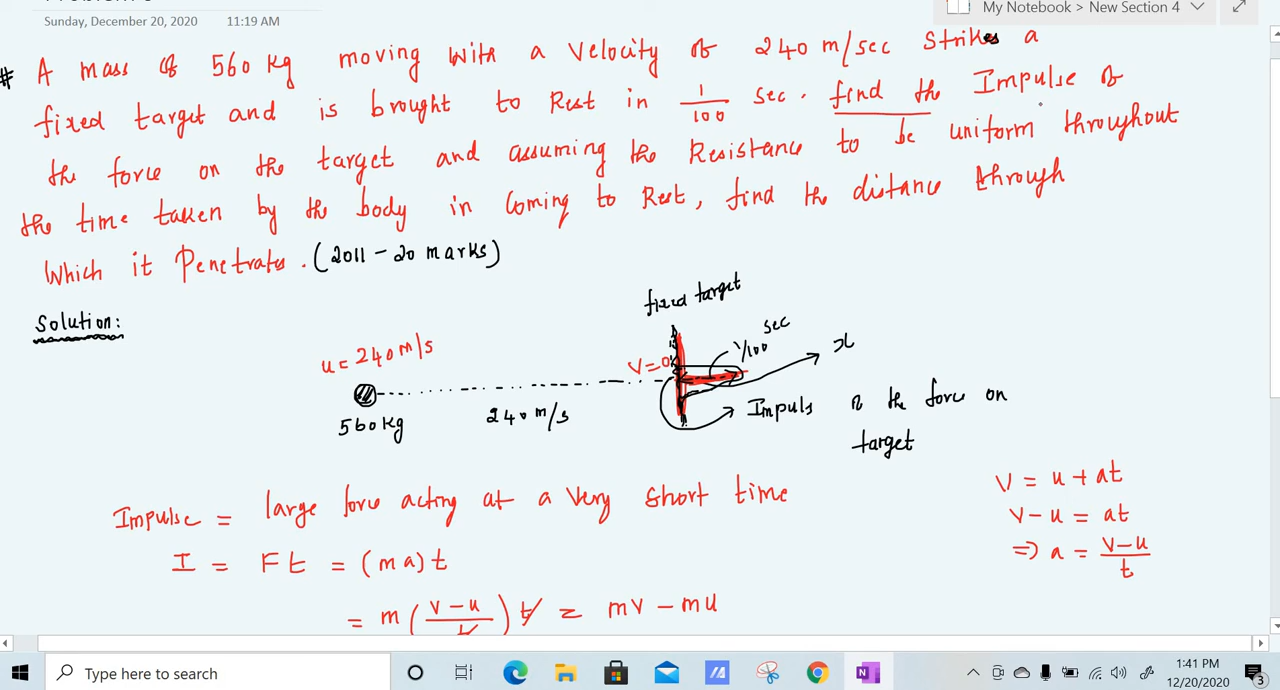 Sunday, December 20, 2020 11:19 AM
My Notebook > New Section 4
# A mass of 560 kg moving with a velocity of 240 m/sec strikes a
fixed target and is brought to Rest in 1/100 sec. find the Impulse of
the force on the target and assuming the Resistance to be uniform throughout
the time taken by the body in coming to Rest, find the distance through
Which it Penetrates. (2011 - 20 marks)
Solution:
fixed target
u = 240 m/s
V = 0
1/100 sec
x
560 kg
240 m/s
Impuls of the force on
target
Impulse = large force acting at a very short time
I = Ft = (ma)t
= m(v-u/t)t = mv - mu
V = u + at
v - u = at
⇒ a = v-u/t
Type here to search
1:41 PM
12/20/2020
3